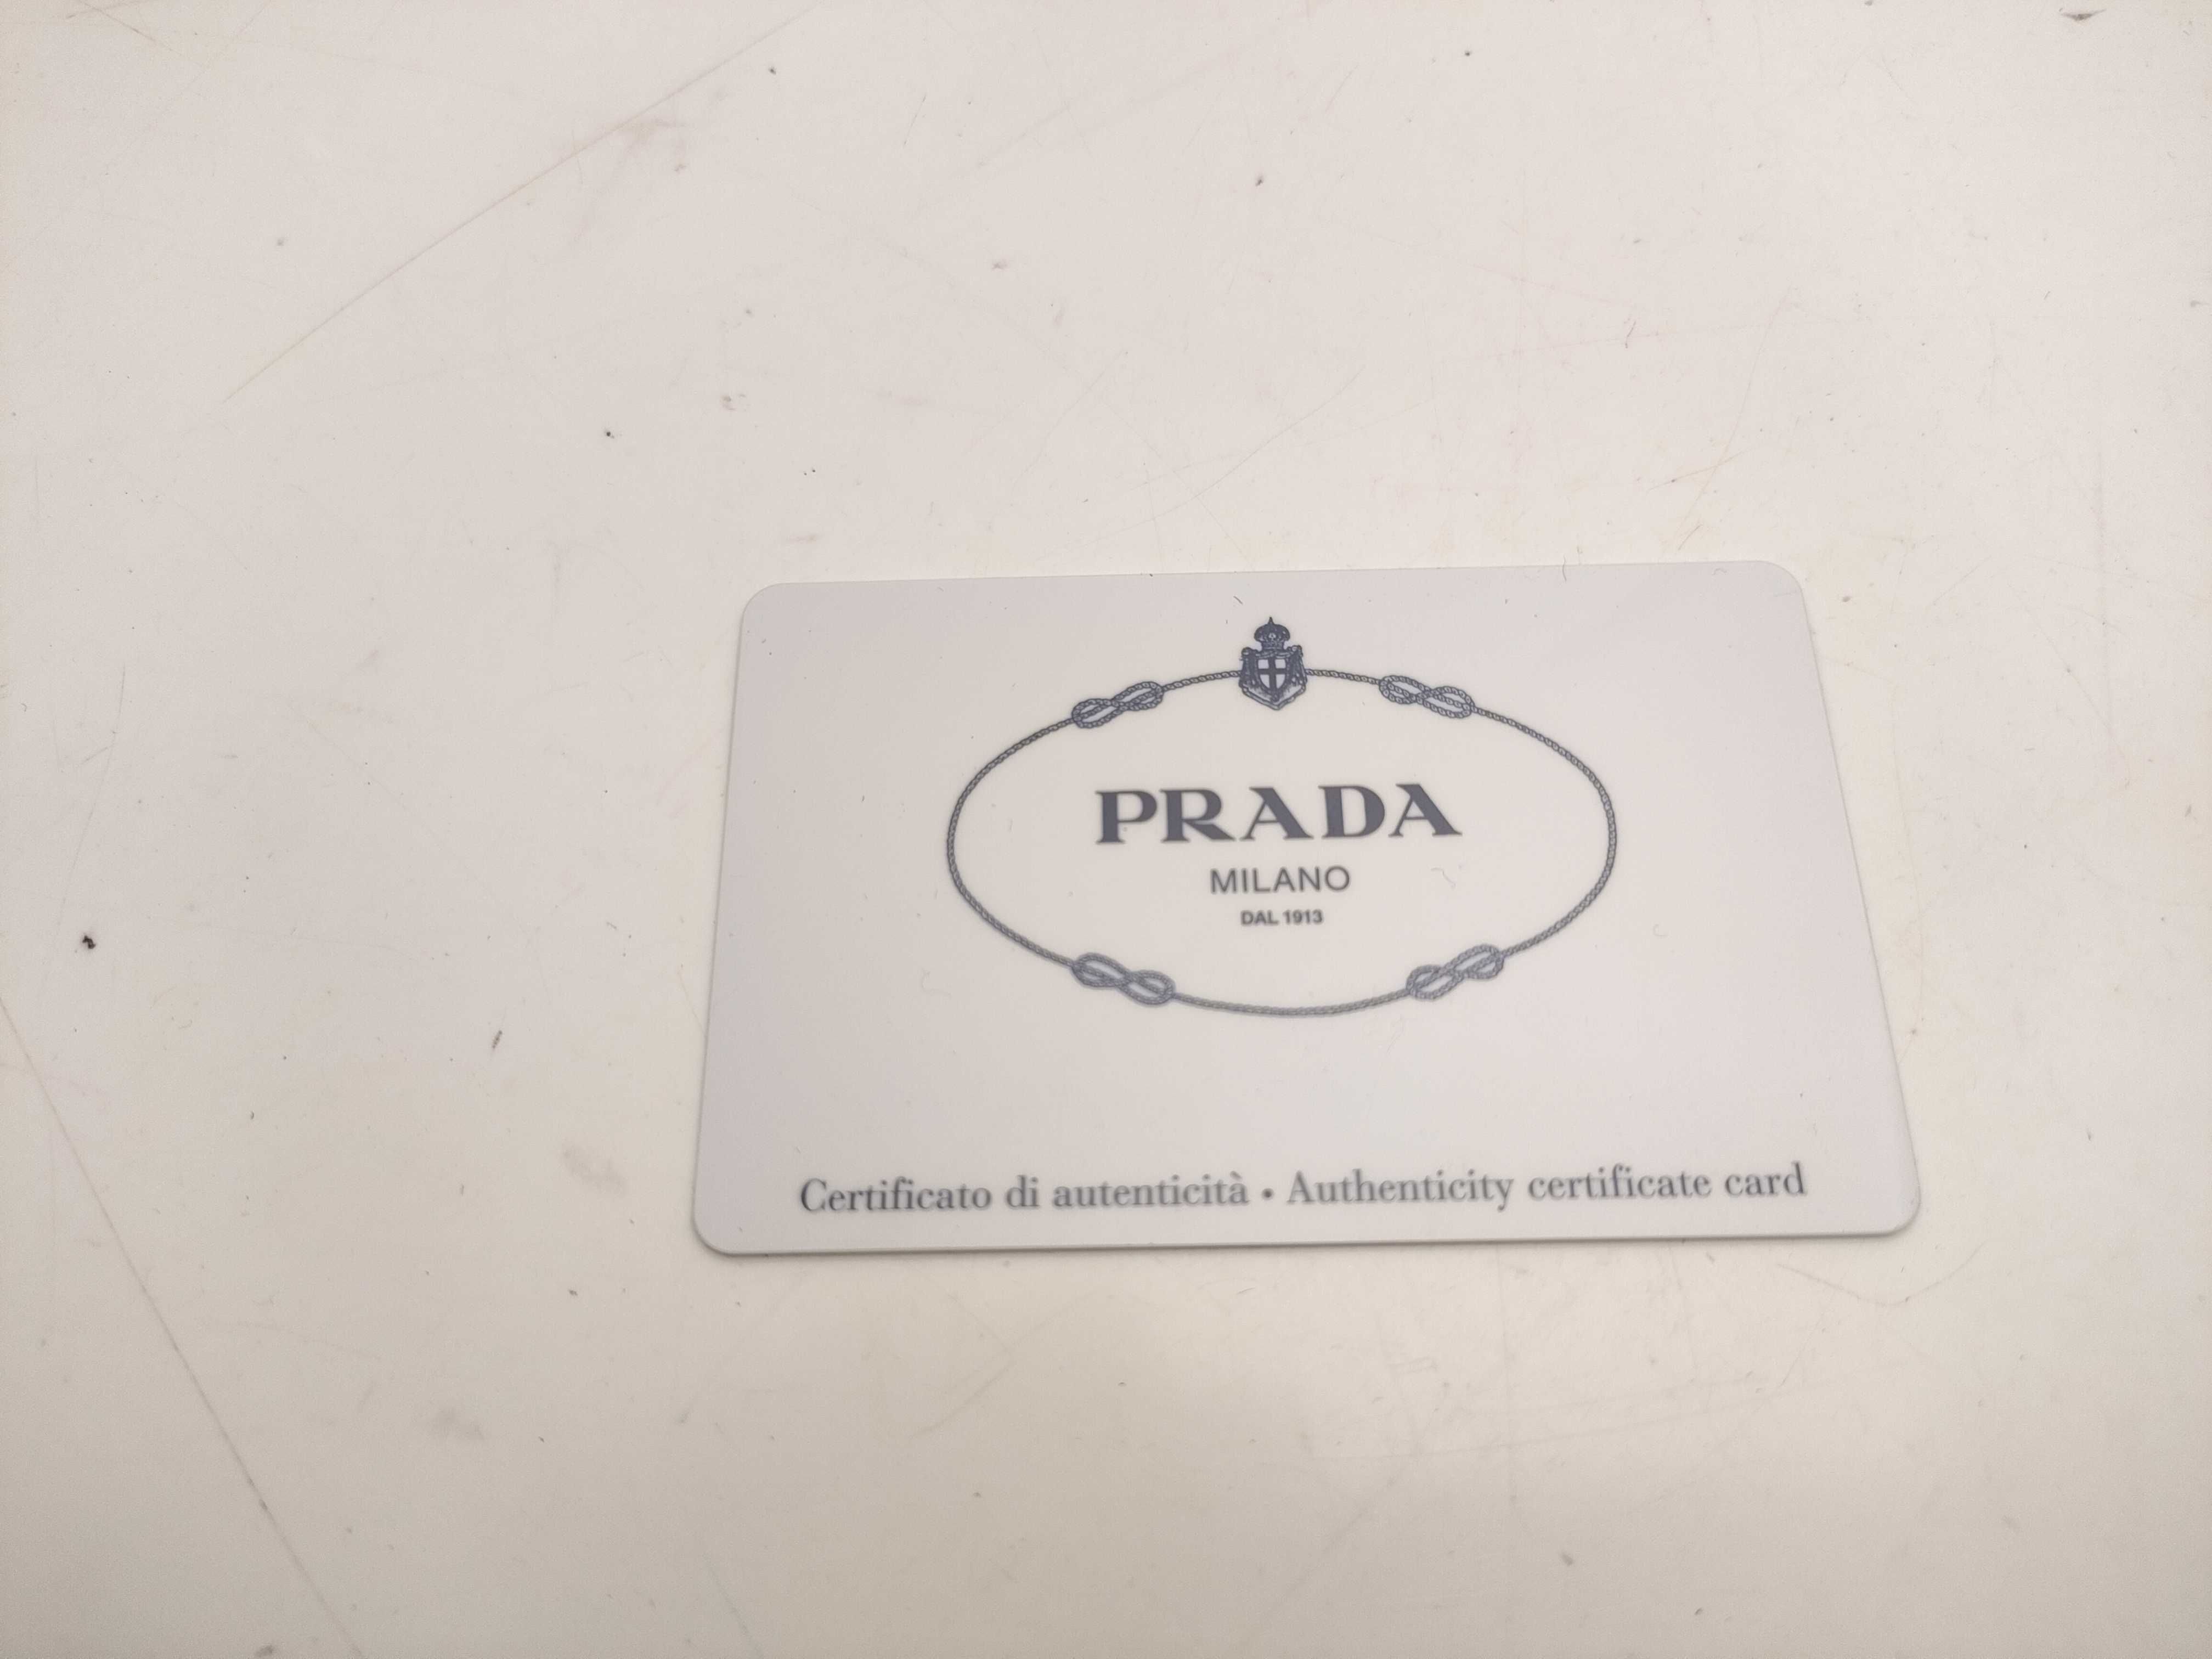 PRADA
MILANO
DAL 1913
Certificato di autenticità • Authenticity certificate card